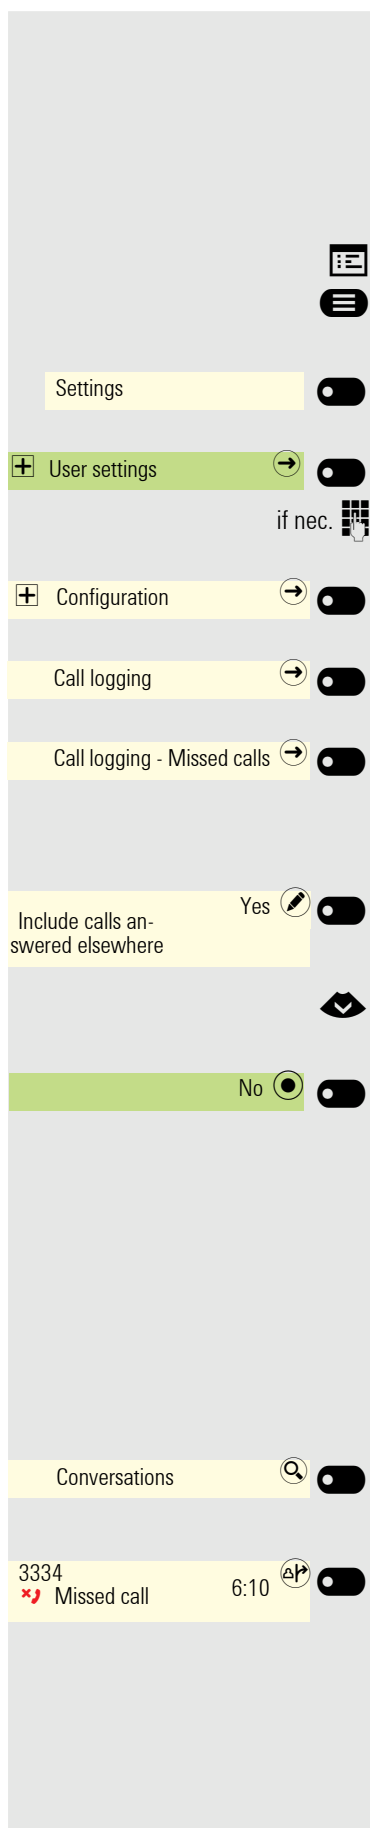 Settings
User settings
if nec.
Configuration
Call logging
Call logging - Missed calls
Yes
Include calls an-
swered elsewhere
No
Conversations
3334
Missed call 6:10